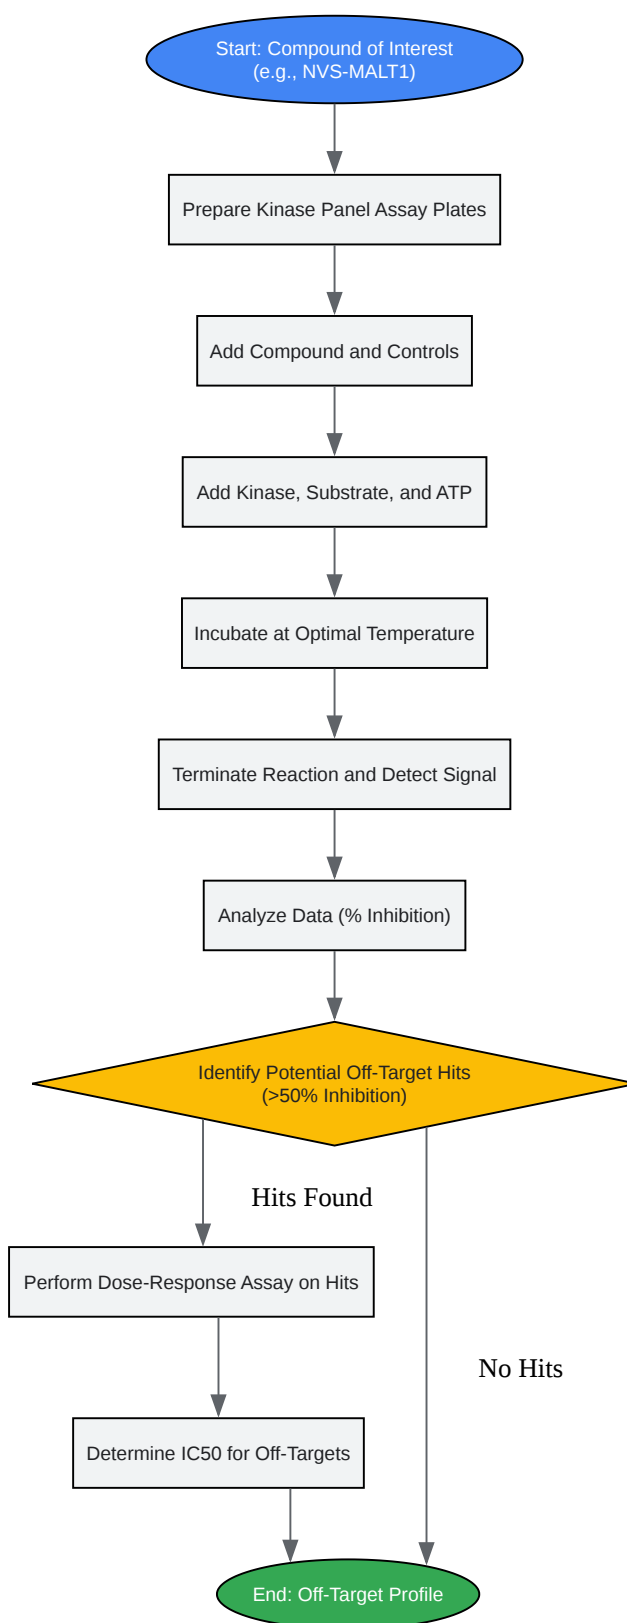 Start: Compound of Interest
(e.g., NVS-MALT1)
Prepare Kinase Panel Assay Plates
Add Compound and Controls
Add Kinase, Substrate, and ATP
Incubate at Optimal Temperature
Terminate Reaction and Detect Signal
Analyze Data (% Inhibition)
Identify Potential Off-Target Hits
(>50% Inhibition)
Hits Found
Perform Dose-Response Assay on Hits
No Hits
Determine IC50 for Off-Targets
End: Off-Target Profile